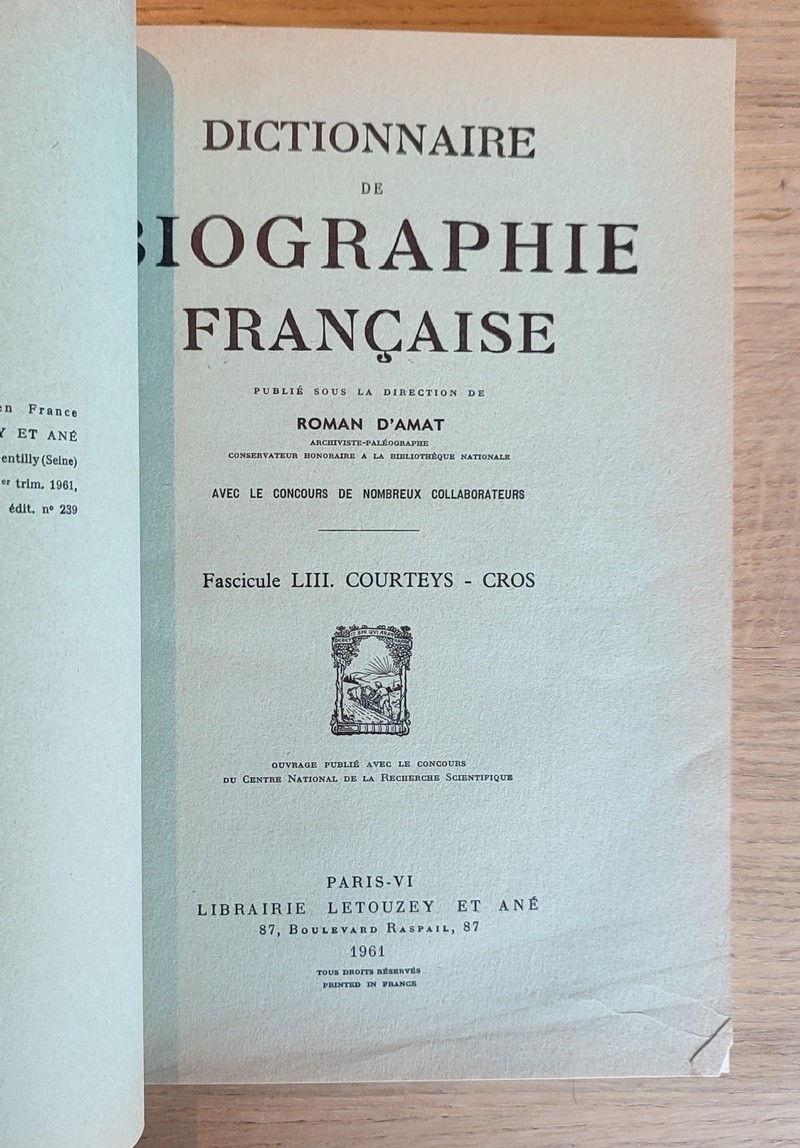 en France
Y ET ANÉ
entilly (Seine)
er trim. 1961,
édit. nº 239
DICTIONNAIRE
DE
BIOGRAPHIE
FRANÇAISE
PUBLIÉ SOUS LA DIRECTION DE
ROMAN D'AMAT
ARCHIVISTE-PALÉOGRAPHE
CONSERVATEUR HONORAIRE A LA BIBLIOTHÈQUE NATIONALE
AVEC LE CONCOURS DE NOMBREUX COLLABORATEURS
Fascicule LIII. COURTEYS - CROS
OUVRAGE PUBLIÉ AVEC LE CONCOURS
DU CENTRE NATIONAL DE LA RECHERCHE SCIENTIFIQUE
PARIS-VI
LIBRAIRIE LETOUZEY ET ANÉ
87, BOULEVARD RASPAIL, 87
1961
TOUS DROITS RÉSERVÉS
PRINTED IN FRANCE